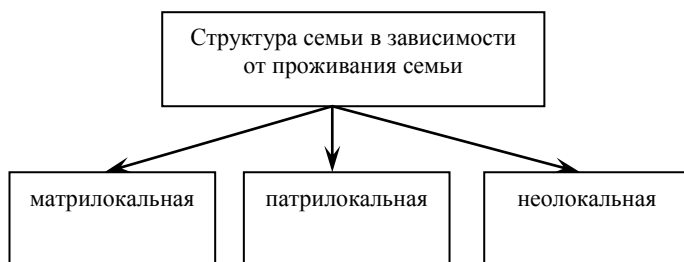 Структура семьи в зависимости
от проживания семьи
матрилокальная
патрилокальная
неолокальная